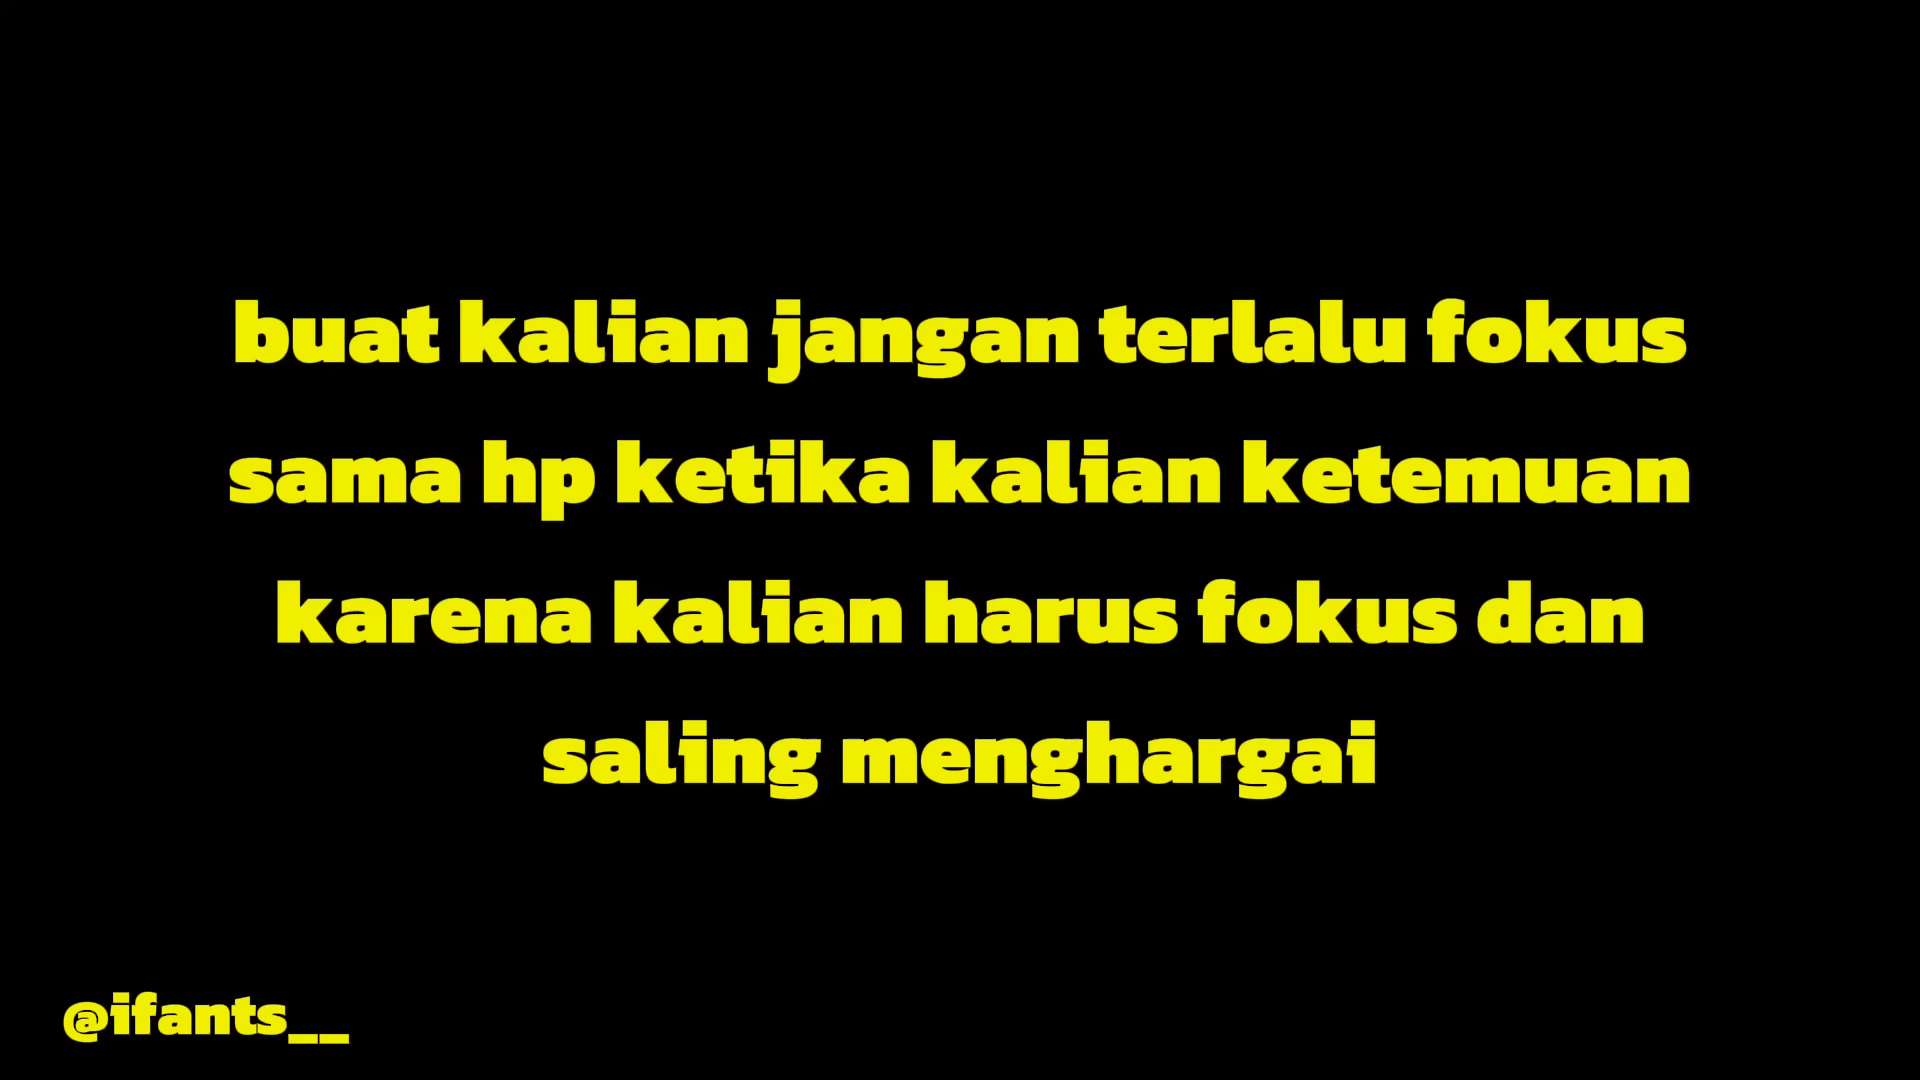 buat kalian jangan terlalu fokus
sama hp ketika kalian ketemuan
karena kalian harus fokus dan
saling menghargai
@ifants__